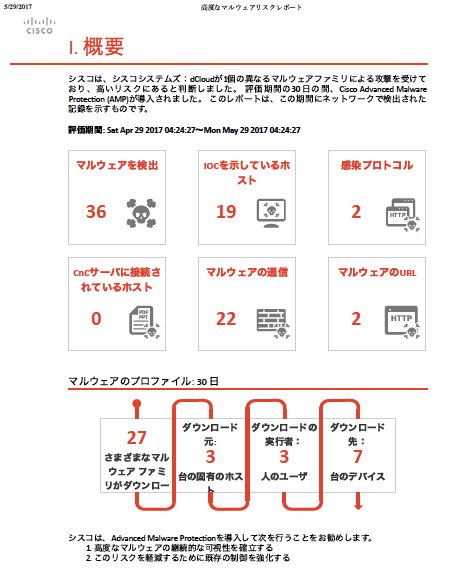 5/29/2017
高度なマルウェアリスクレポート
CISCO
I. 概要
シスコは、シスコシステムズ：dCloudが1個の異なるマルウェアファミリによる攻撃を受けて
おり、高いリスクにあると判断しました。 評価期間の30日の間、Cisco Advanced Malware
Protection (AMP)が導入されました。 このレポートは、この期間にネットワークで検出された
記録を示すものです。
評価期間: Sat Apr 29 2017 04:24:27～Mon May 29 2017 04:24:27
マルウェアを検出
36
IOCを示しているホ
スト
19
感染プロトコル
2
HTTP
CnCサーバに接続さ
れているホスト
0
PDF
PPT
マルウェアの通信
22
マルウェアのURL
2
HTTP
マルウェアのプロファイル: 30 日
27
さまざまなマル
ウェア ファミ
リがダウンロー
ダウンロード
元:
3
台の固有のホス
ト
ダウンロードの
実行者：
3
人のユーザ
ダウンロード
先：
7
台のデバイス
シスコは、Advanced Malware Protectionを導入して次を行うことをお勧めします。
1. 高度なマルウェアの継続的な可視性を確立する
2. このリスクを軽減するために既存の制御を強化する